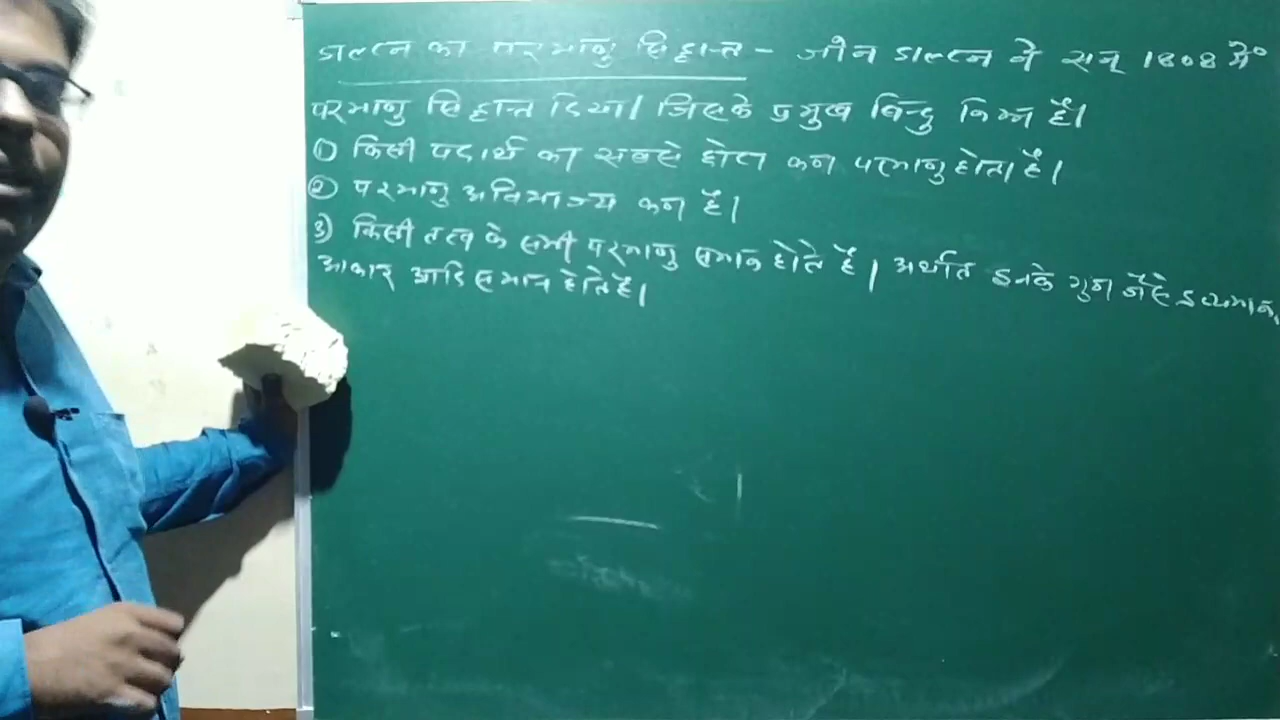 डाल्टन का परमाणु सिद्धान्त - जॉन डाल्टन ने सन् 1808 में
परमाणु सिद्धान्त दिया। जिसके प्रमुख बिन्दु निम्न है।
① किसी पदार्थ का सबसे छोटा कण परमाणु होता है।
② परमाणु अविभाज्य कण है।
3) किसी तत्व के सभी परमाणु समान होते है। अर्थात इनके गुण जैसे द्रव्यमान,
आकार आदि समान होते है।